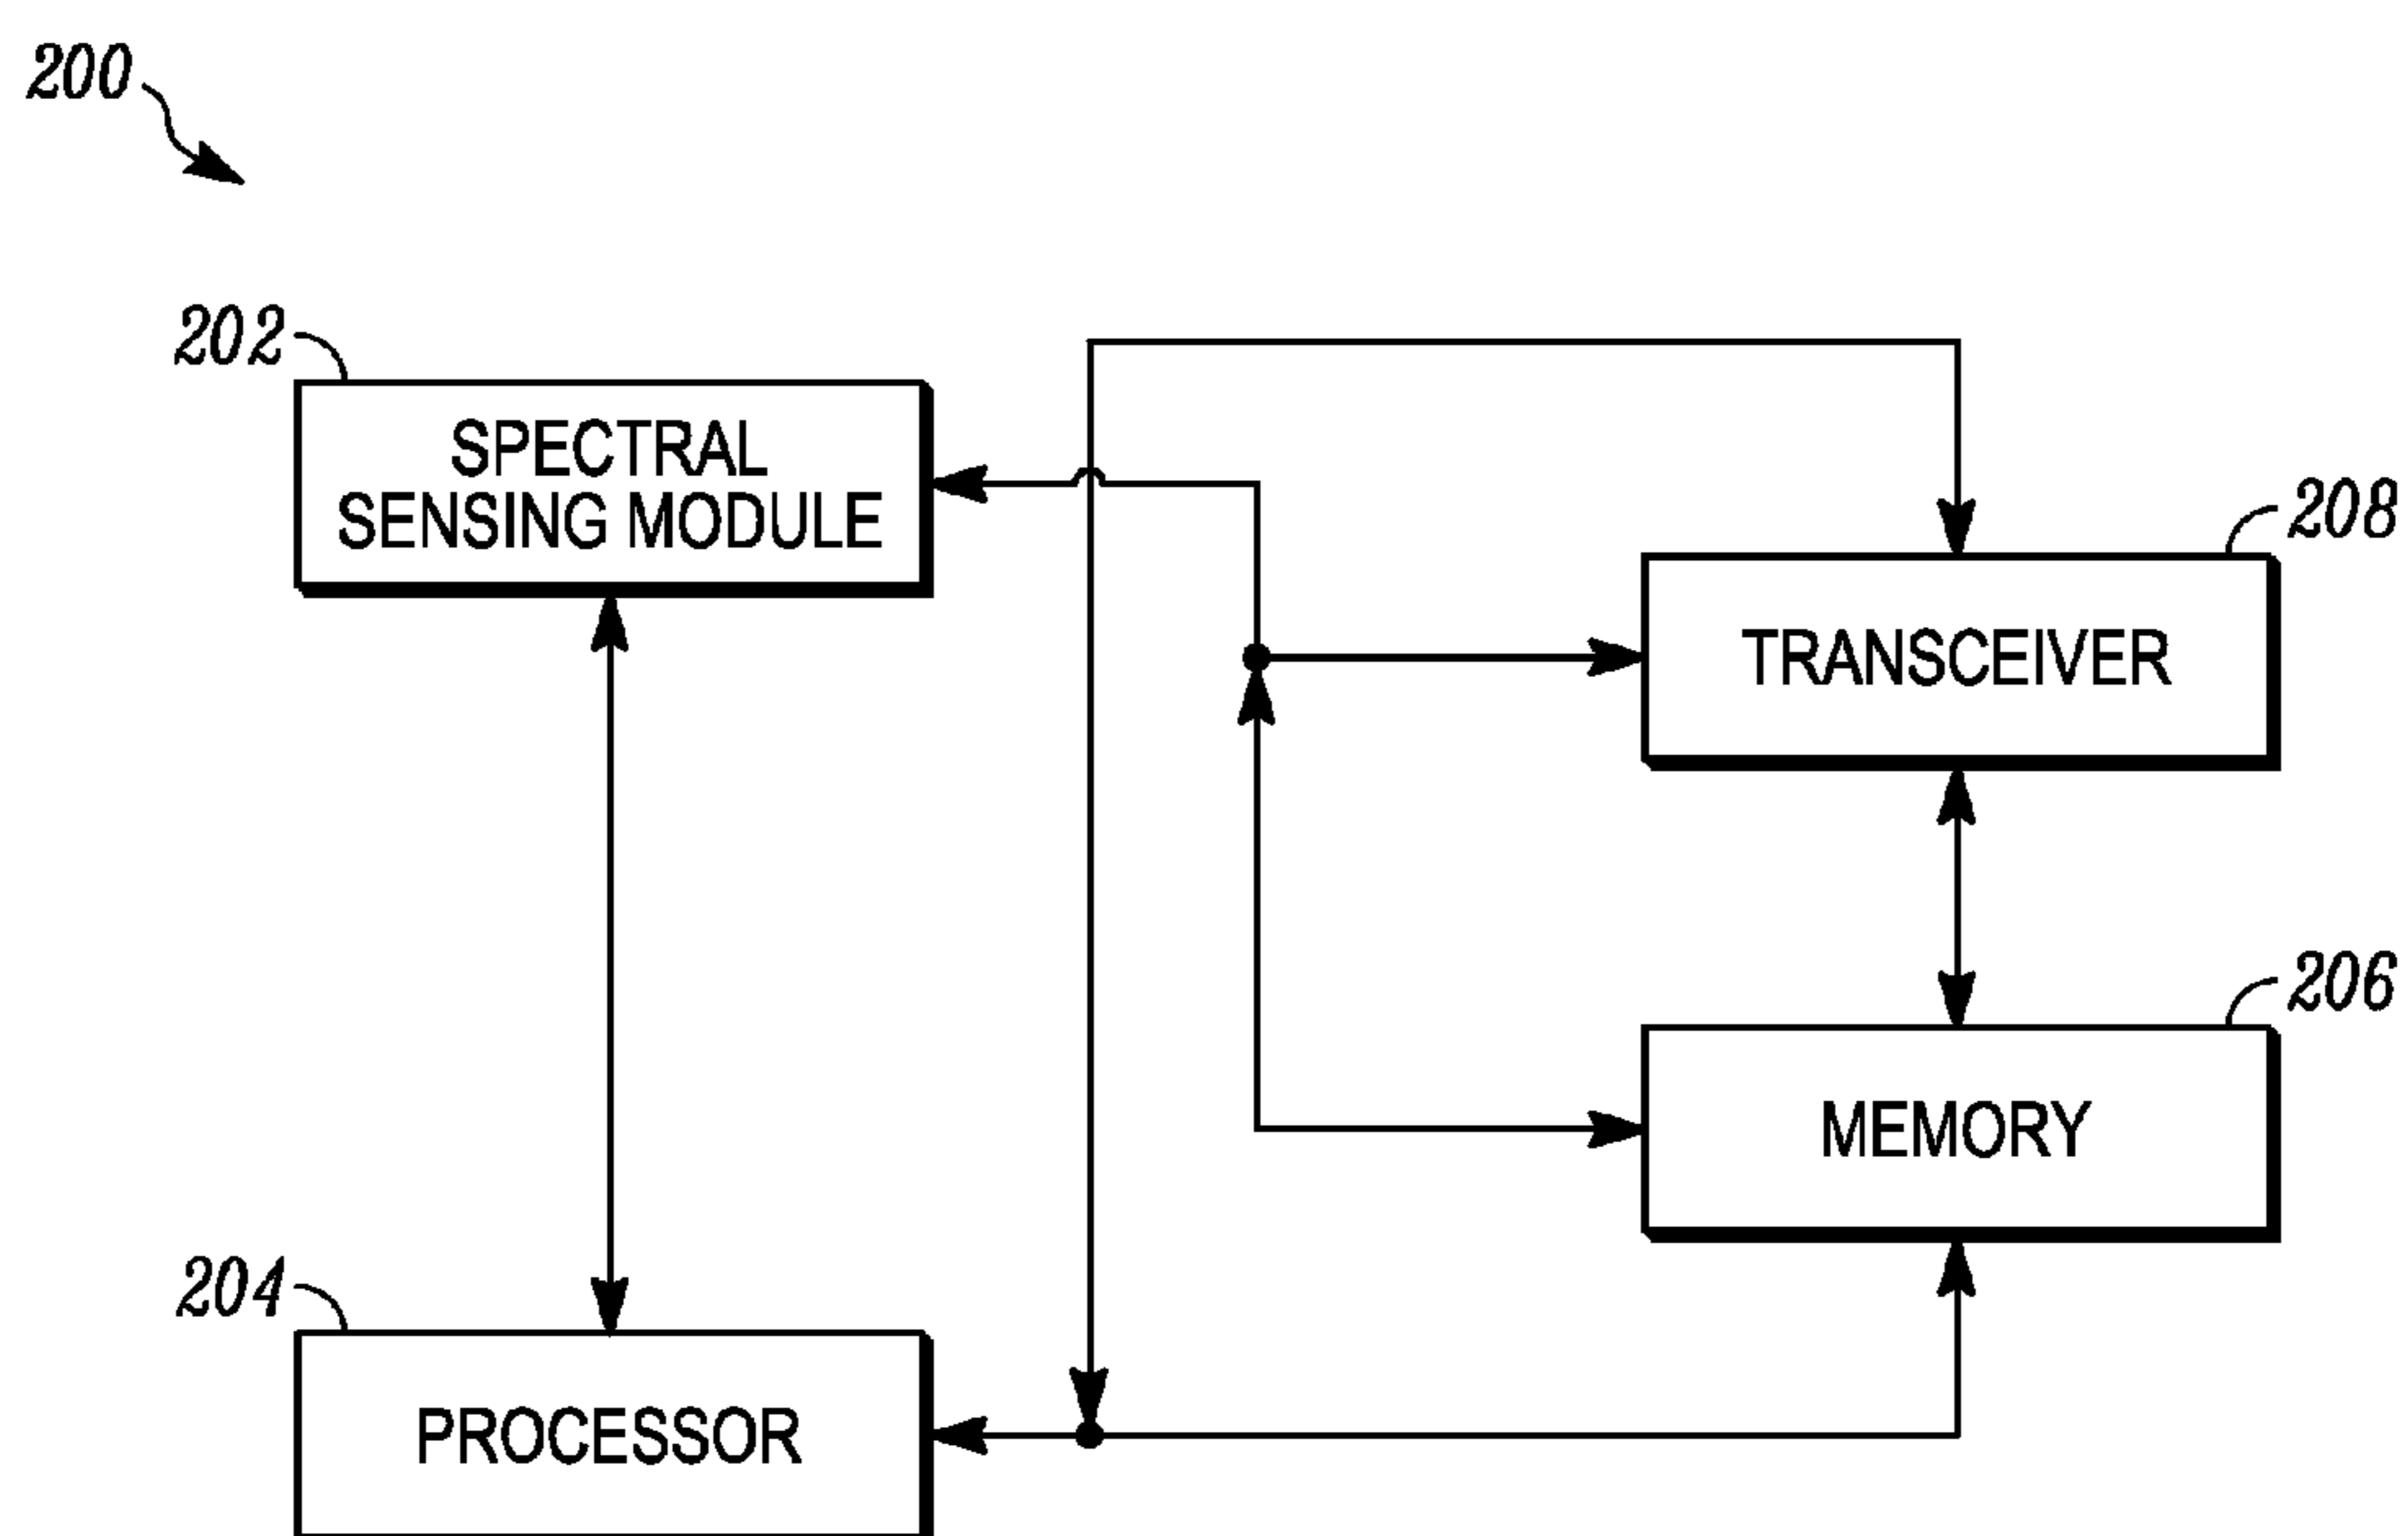 200
202
SPECTRAL
SENSING MODULE
208
TRANSCEIVER
206
MEMORY
204
PROCESSOR